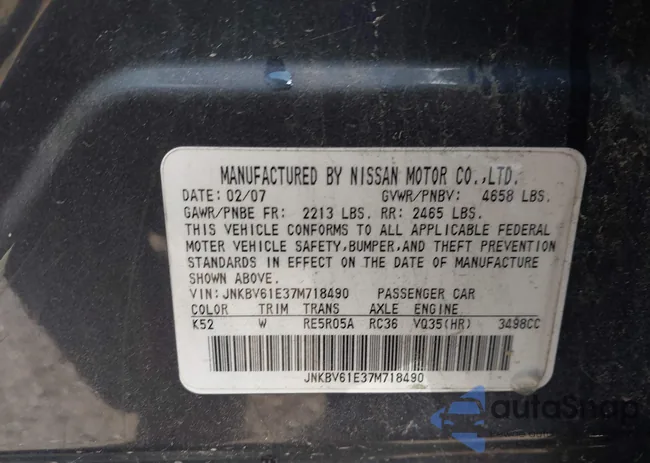 MANUFACTURED BY NISSAN MOTOR CO.,LTD.
DATE: 02/07 GVWR/PNBV: 4658 LBS.
GAWR/PNBE FR: 2213 LBS. RR: 2465 LBS.
THIS VEHICLE CONFORMS TO ALL APPLICABLE FEDERAL
MOTER VEHICLE SAFETY,BUMPER,AND THEFT PREVENTION
STANDARDS IN EFFECT ON THE DATE OF MANUFACTURE
SHOWN ABOVE.
VIN: JNKBV61E37M718490 PASSENGER CAR
COLOR TRIM TRANS AXLE ENGINE
K52 W RE5R05A RC36 VQ35(HR) 3498CC
JNKBV61E37M718490
autoSnap